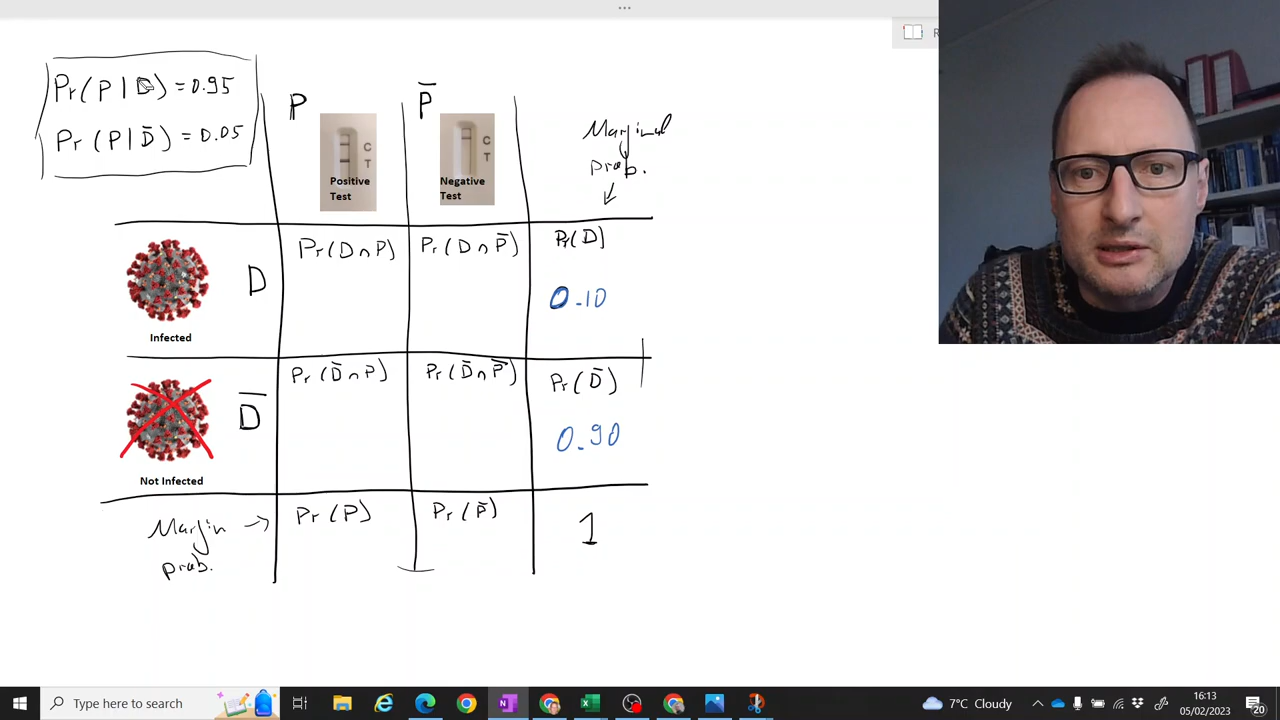 Pr(P|D)=0.95
Pr(P|D̄)=0.05
P
P̄
Marginal
prob.
C
T
Positive
Test
C
T
Negative
Test
Pr(D∩P)
Pr(D∩P̄)
Pr(D)
D
0.10
Infected
Pr(D̄∩P)
Pr(D̄∩P̄)
Pr(D̄)
D̄
0.90
Not Infected
Margin
prob.
Pr(P)
Pr(P̄)
1
Type here to search
7°C Cloudy
16:13
05/02/2023
20